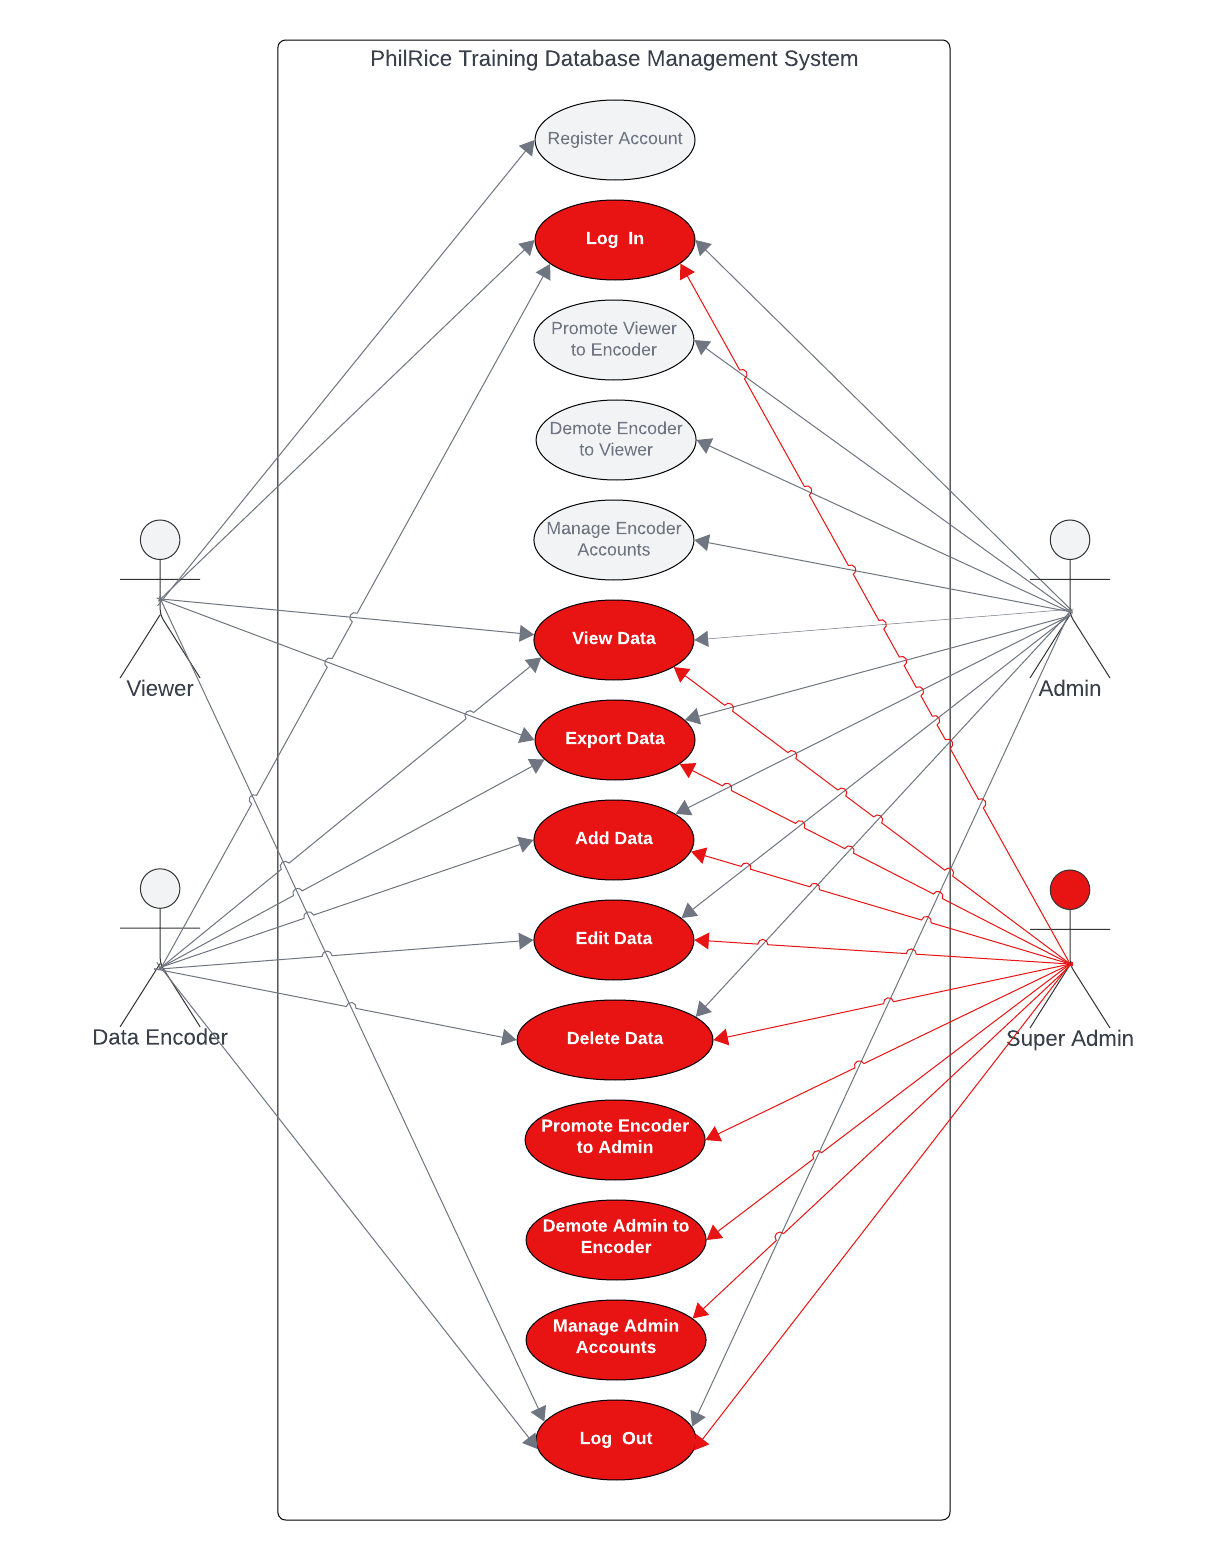 PhilRice Training Database Management System
Register Account
Log  In
Promote Viewer
to Encoder
Demote Encoder
to Viewer
Manage Encoder
Accounts
View Data
Viewer
Admin
Export Data
Add Data
Edit Data
Data Encoder
Delete Data
Super Admin
Promote Encoder
to Admin
Demote Admin to
Encoder
Manage Admin
Accounts
Log  Out